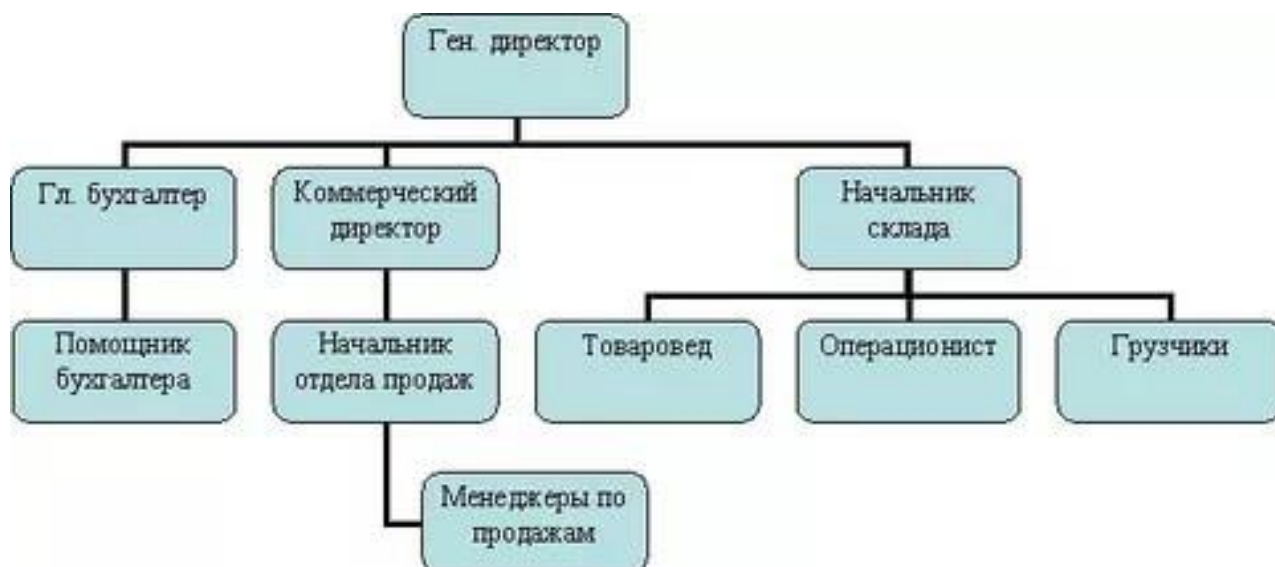 Ген. директор
Гл. бухгалтер
Коммерческий
директор
Начальник
склада
Помощник
бухгалтера
Начальник
отдела продаж
Товаровед
Операционист
Грузчики
Менеджеры по
продажам